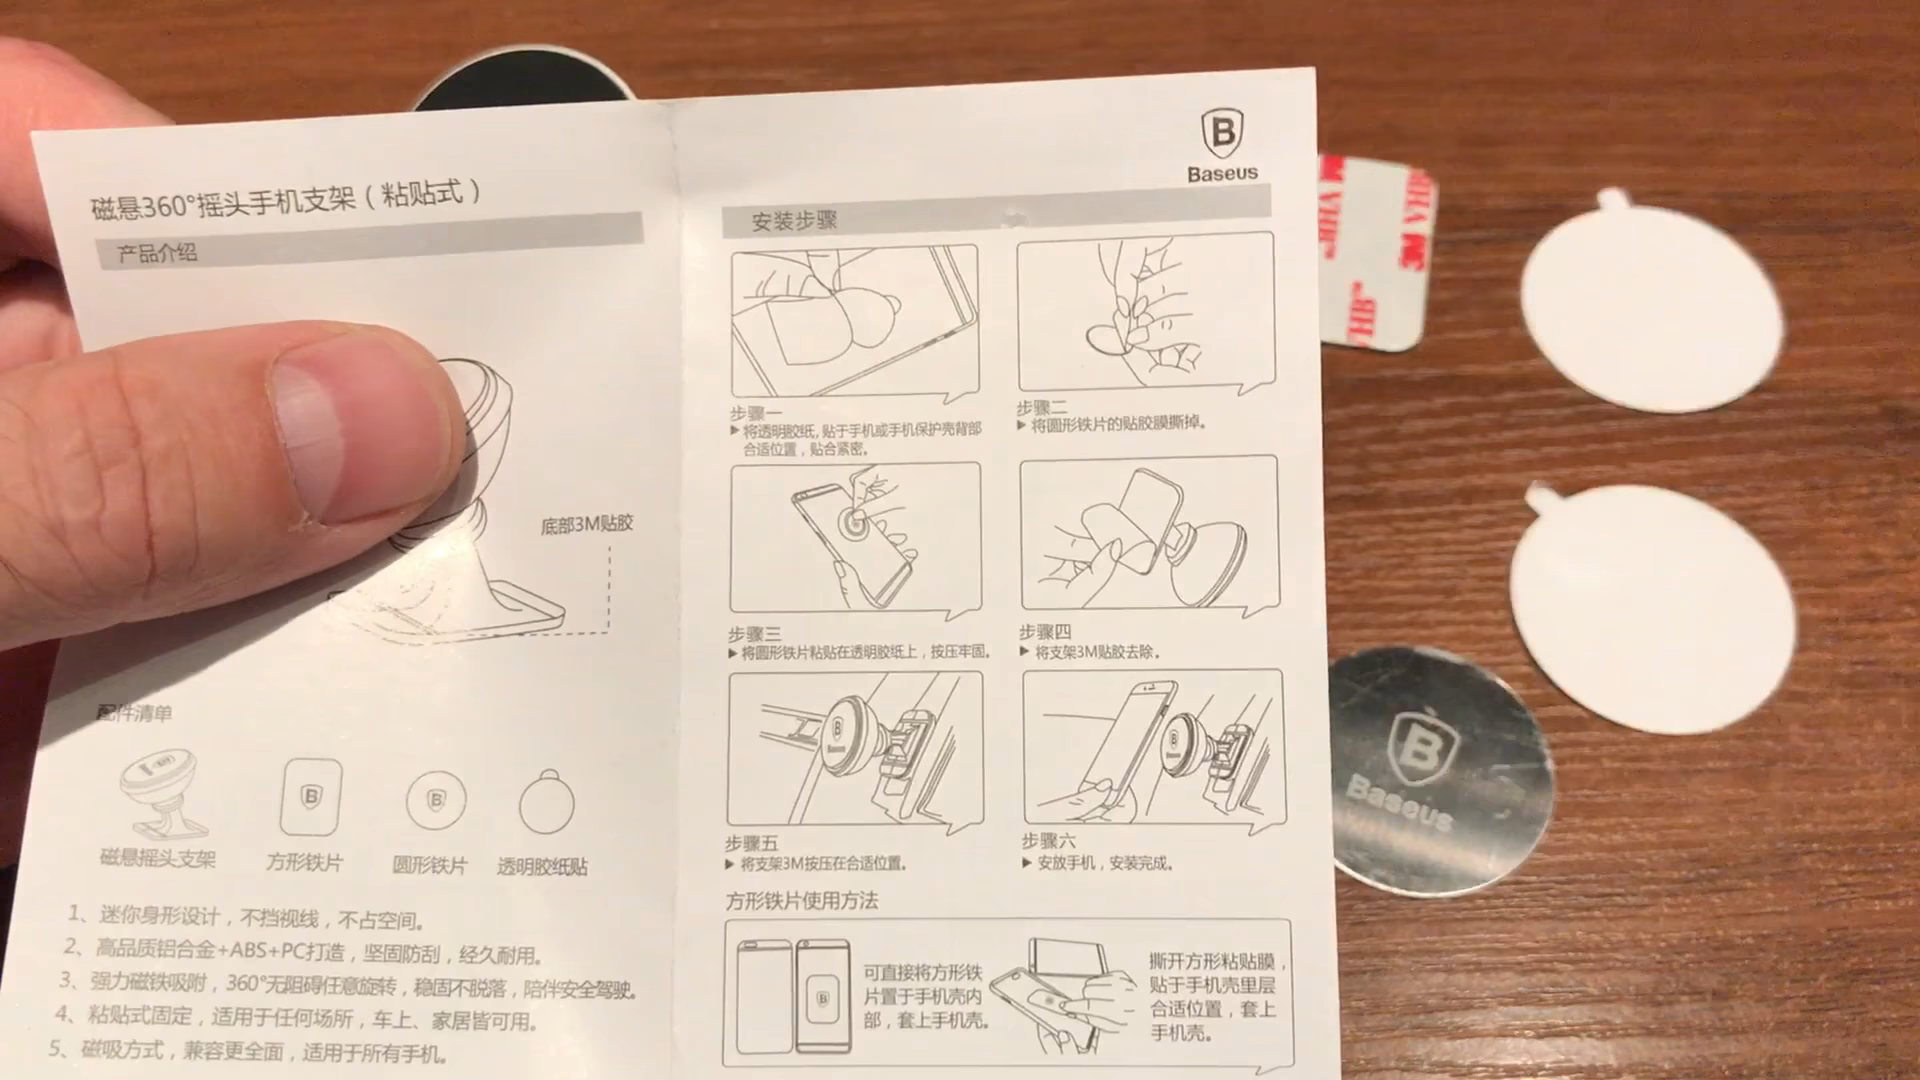 磁悬360°摇头手机支架（粘贴式）
产品介绍
底部3M贴胶
配件清单
磁悬摇头支架
方形铁片
圆形铁片
透明胶纸贴
1、迷你身形设计，不挡视线，不占空间。
2、高品质铝合金+ABS+PC打造，坚固防刮，经久耐用。
3、强力磁铁吸附，360°无阻碍任意旋转，稳固不脱落，陪伴安全驾驶。
4、粘贴式固定，适用于任何场所，车上、家居皆可用。
5、磁吸方式，兼容更全面，适用于所有手机。
B
Baseus
安装步骤
步骤一
▶ 将透明胶纸，贴于手机或手机保护壳背部
合适位置，贴合紧密。
步骤二
▶ 将圆形铁片的贴胶膜撕掉。
步骤三
▶ 将圆形铁片粘贴在透明胶纸上，按压牢固。
步骤四
▶ 将支架3M贴胶去除。
步骤五
▶ 将支架3M按压在合适位置。
步骤六
▶ 安放手机，安装完成。
方形铁片使用方法
可直接将方形铁
片置于手机壳内
部，套上手机壳。
撕开方形粘贴膜，
贴于手机壳里层
合适位置，套上
手机壳。
3M VHB
VHB™
B
Baseus